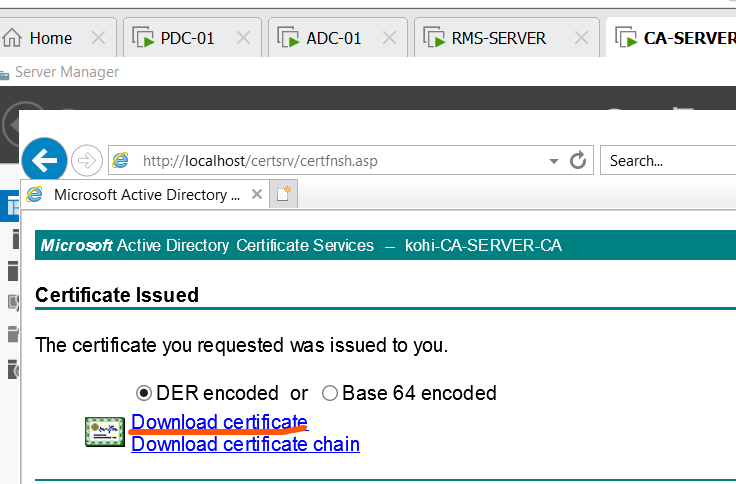 Home
PDC-01
ADC-01
RMS-SERVER
CA-SERVER
Server Manager
http://localhost/certsrv/certfnsh.asp
Search...
Microsoft Active Directory ...
Microsoft Active Directory Certificate Services -- kohi-CA-SERVER-CA
Certificate Issued
The certificate you requested was issued to you.
DER encoded or Base 64 encoded
Download certificate
Download certificate chain